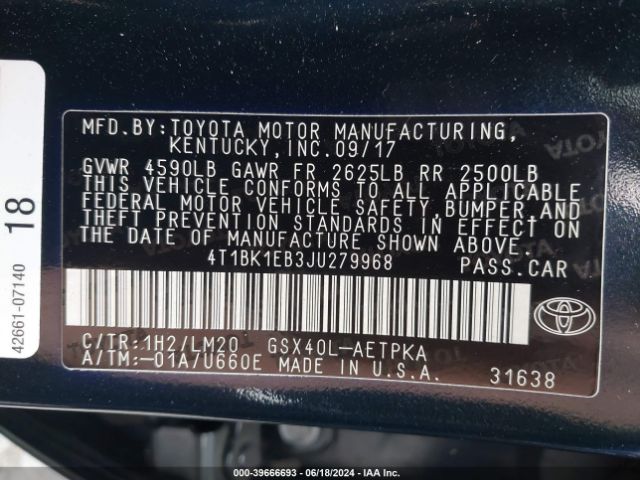 MFD.BY:TOYOTA MOTOR MANUFACTURING,
KENTUCKY,INC.09/17
GVWR 4590LB GAWR FR 2625LB RR 2500LB
THIS VEHICLE CONFORMS TO ALL APPLICABLE
FEDERAL MOTOR VEHICLE SAFETY,BUMPER,AND
THEFT PREVENTION STANDARDS IN EFFECT ON
THE DATE OF MANUFACTURE SHOWN ABOVE.
4T1BK1EB3JU279968 PASS.CAR
C/TR:1H2/LM20 GSX40L-AETPKA
A/TM:-01A/U660E MADE IN U.S.A. 31638
18
42661-07140
000-39666693 / 06/18/2024 - IAA Inc.